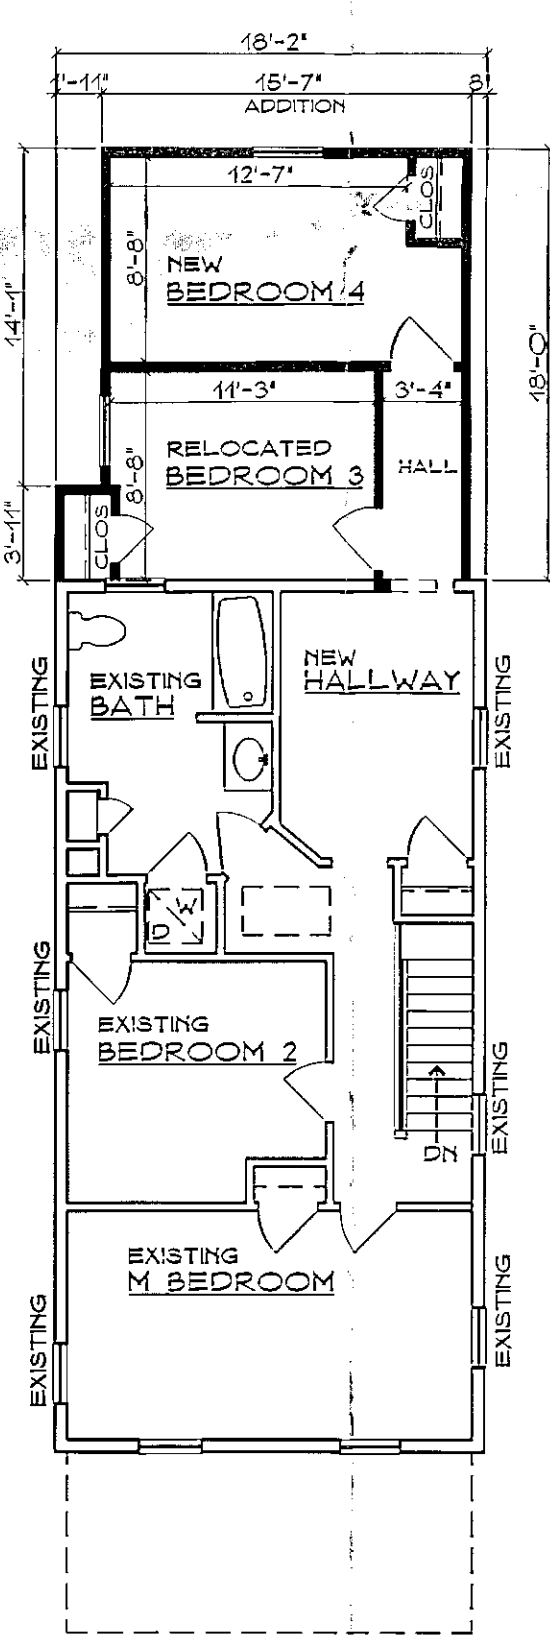 18'-2"
1'-11"
15'-7"
8"
ADDITION
12'-7"
CLOS
8'-8"
NEW
BEDROOM 4
14'-1"
18'-0"
11'-3"
3'-4"
RELOCATED
BEDROOM 3
8'-8"
HALL
3'-11"
CLOS
EXISTING
BATH
NEW
HALLWAY
EXISTING
EXISTING
W
D
EXISTING
BEDROOM 2
EXISTING
EXISTING
DN
EXISTING
M BEDROOM
EXISTING
EXISTING